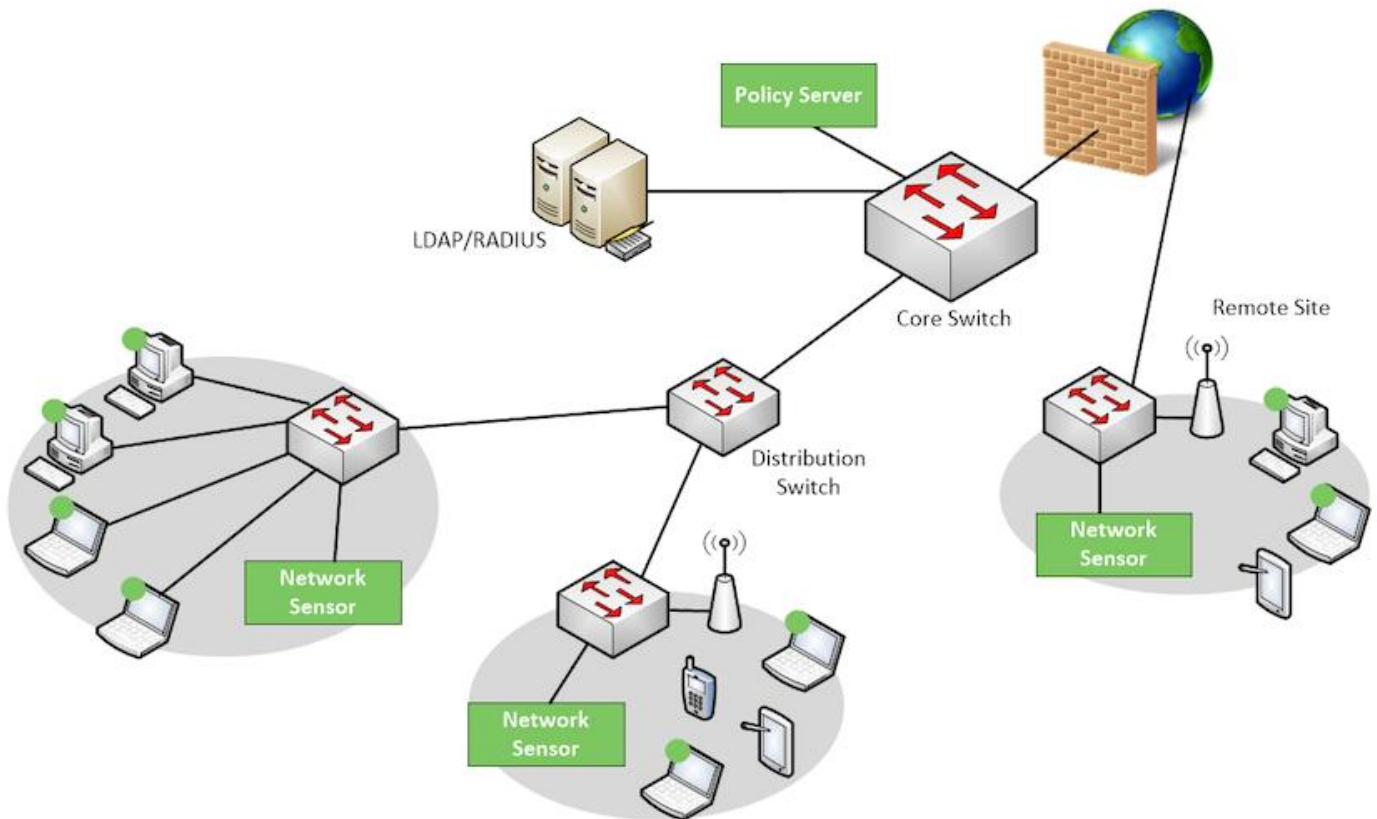 Policy Server
LDAP/RADIUS
Core Switch
Remote Site
Distribution
Switch
Network
Sensor
Network
Sensor
Network
Sensor